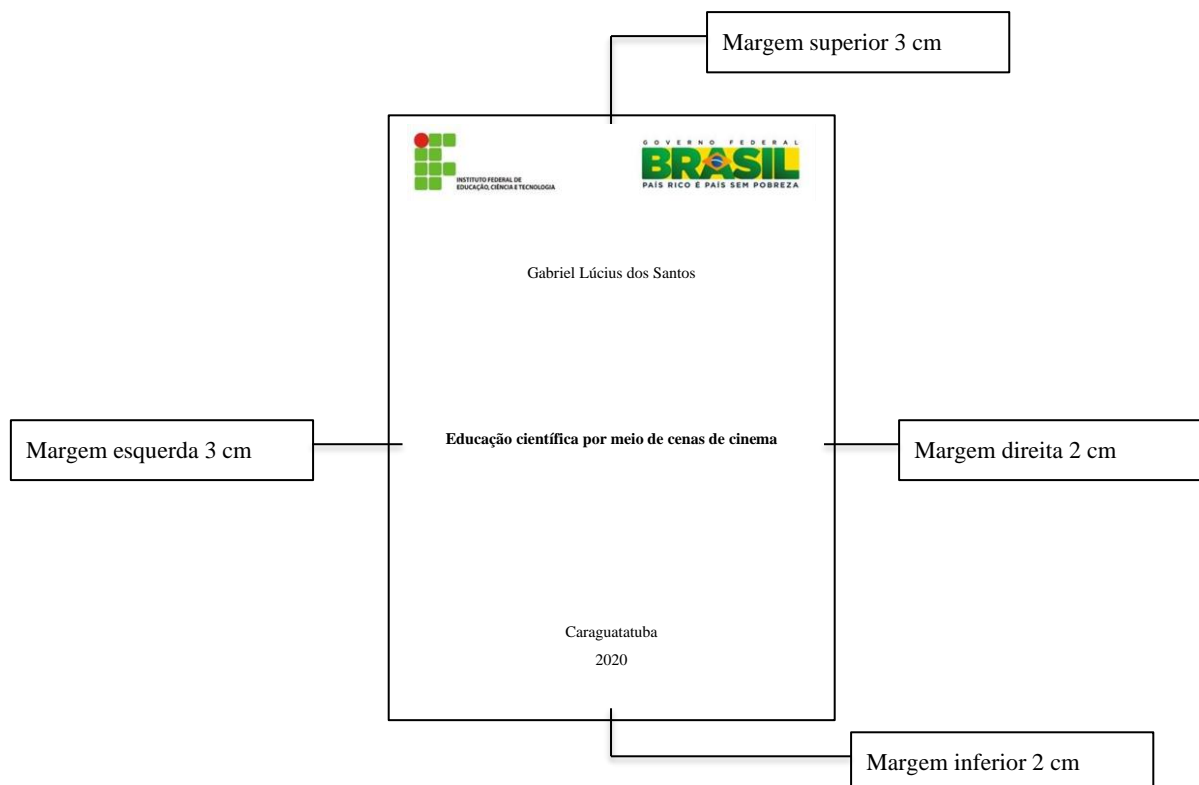 Margem superior 3 cm
GOVERNO FEDERAL
BRASIL
PAÍS RICO É PAÍS SEM POBREZA
INSTITUTO FEDERAL DE
EDUCAÇÃO, CIÊNCIA E TECNOLOGIA
Gabriel Lúcius dos Santos
Margem esquerda 3 cm
Educação científica por meio de cenas de cinema
Margem direita 2 cm
Caraguatatuba
2020
Margem inferior 2 cm